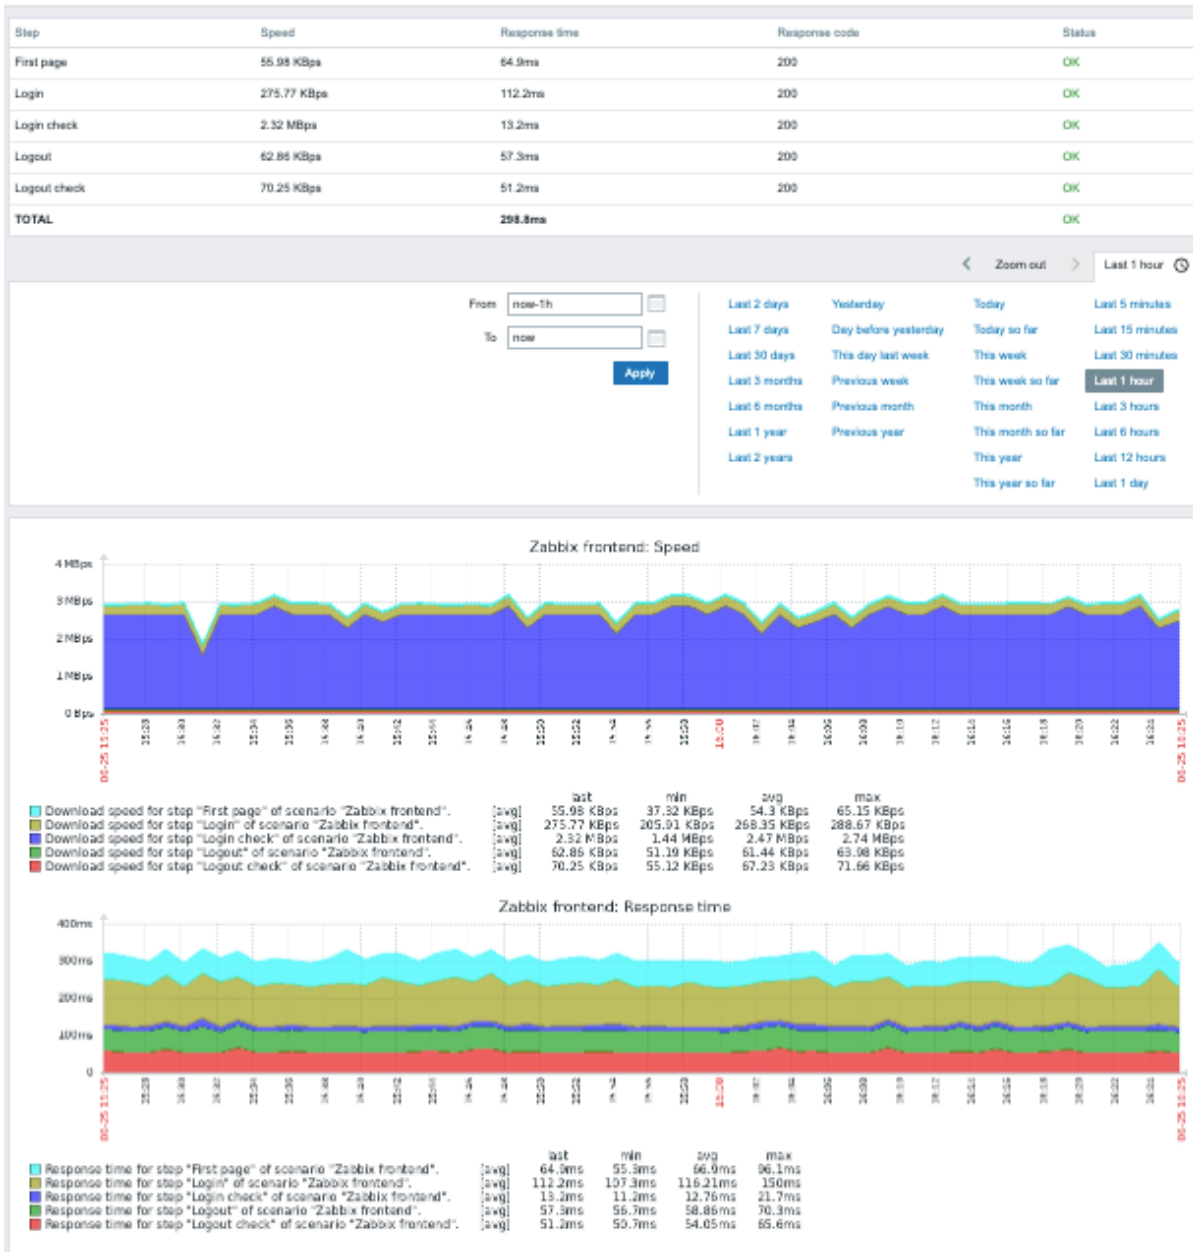 Step Speed Response time Response code Status
First page 55.98 KBps 64.9ms 200 OK
Login 275.77 KBps 112.2ms 200 OK
Login check 2.32 MBps 13.2ms 200 OK
Logout 62.86 KBps 57.3ms 200 OK
Logout check 70.25 KBps 51.2ms 200 OK
TOTAL 298.8ms OK
Zoom out Last 1 hour
From now-1h
To now
Apply
Last 2 days Yesterday Today Last 5 minutes
Last 7 days Day before yesterday Today so far Last 15 minutes
Last 30 days This day last week This week Last 30 minutes
Last 3 months Previous week This week so far Last 1 hour
Last 6 months Previous month This month Last 3 hours
Last 1 year Previous year This month so far Last 6 hours
Last 2 years This year Last 12 hours
This year so far Last 1 day
Zabbix frontend: Speed
4 MBps
3 MBps
2 MBps
1 MBps
0 Bps
last min avg max
Download speed for step "First page" of scenario "Zabbix frontend". [avg] 55.98 KBps 37.32 KBps 54.3 KBps 65.15 KBps
Download speed for step "Login" of scenario "Zabbix frontend". [avg] 275.77 KBps 205.91 KBps 268.35 KBps 288.67 KBps
Download speed for step "Login check" of scenario "Zabbix frontend". [avg] 2.32 MBps 1.44 MBps 2.47 MBps 2.74 MBps
Download speed for step "Logout" of scenario "Zabbix frontend". [avg] 62.86 KBps 51.19 KBps 61.44 KBps 63.98 KBps
Download speed for step "Logout check" of scenario "Zabbix frontend". [avg] 70.25 KBps 55.12 KBps 67.23 KBps 71.66 KBps
Zabbix frontend: Response time
400ms
300ms
200ms
100ms
0
last min avg max
Response time for step "First page" of scenario "Zabbix frontend". [avg] 64.9ms 55.3ms 66.9ms 96.1ms
Response time for step "Login" of scenario "Zabbix frontend". [avg] 112.2ms 107.3ms 116.21ms 150ms
Response time for step "Login check" of scenario "Zabbix frontend". [avg] 13.2ms 11.2ms 12.76ms 21.7ms
Response time for step "Logout" of scenario "Zabbix frontend". [avg] 57.3ms 56.7ms 58.86ms 70.3ms
Response time for step "Logout check" of scenario "Zabbix frontend". [avg] 51.2ms 50.7ms 54.05ms 65.6ms